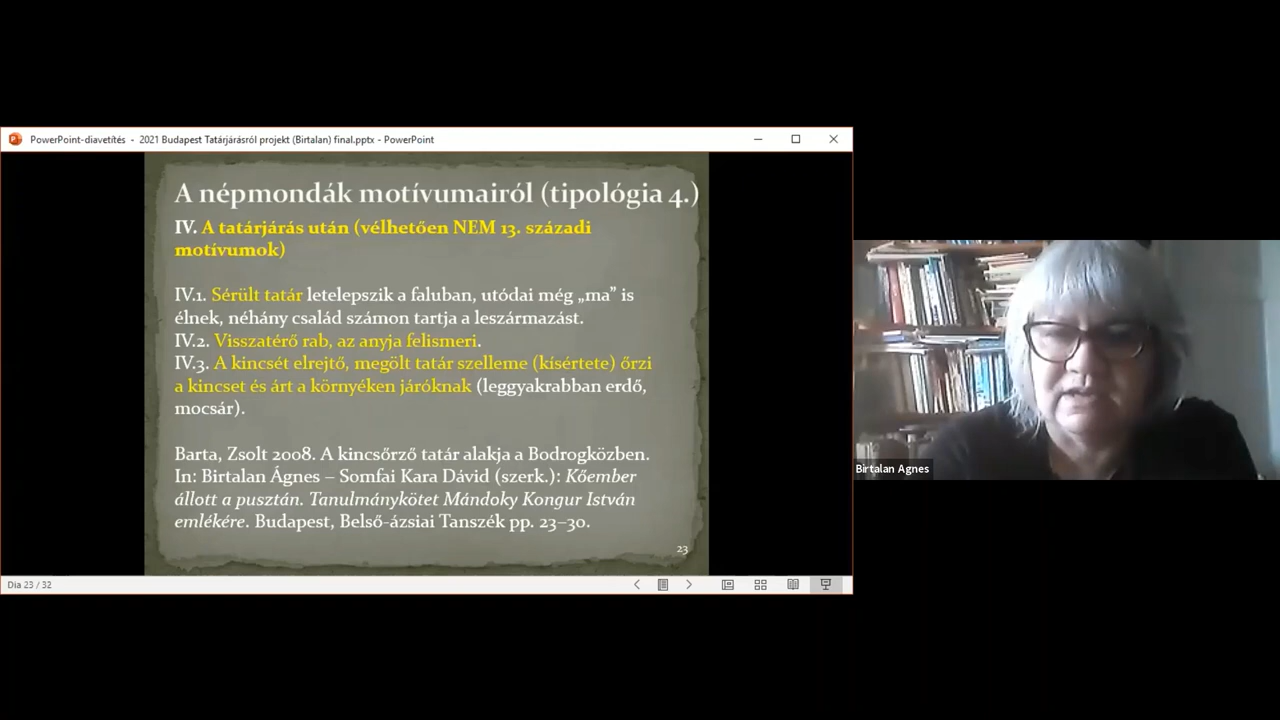 PowerPoint-diavetítés - 2021 Budapest Tatárjárásról projekt (Birtalan) final.pptx - PowerPoint
A népmondák motívumairól (tipológia 4.)
IV. A tatárjárás után (vélhetően NEM 13. századi
motívumok)
IV.1. Sérült tatár letelepszik a faluban, utódai még „ma” is
élnek, néhány család számon tartja a leszármazást.
IV.2. Visszatérő rab, az anyja felismeri.
IV.3. A kincsét elrejtő, megölt tatár szelleme (kísértete) őrzi
a kincset és árt a környéken járóknak (leggyakrabban erdő,
mocsár).
Barta, Zsolt 2008. A kincsőrző tatár alakja a Bodrogközben.
In: Birtalan Ágnes – Somfai Kara Dávid (szerk.): Kőember
állott a pusztán. Tanulmánykötet Mándoky Kongur István
emlékére. Budapest, Belső-ázsiai Tanszék pp. 23–30.
23
Dia 23 / 32
Birtalan Agnes